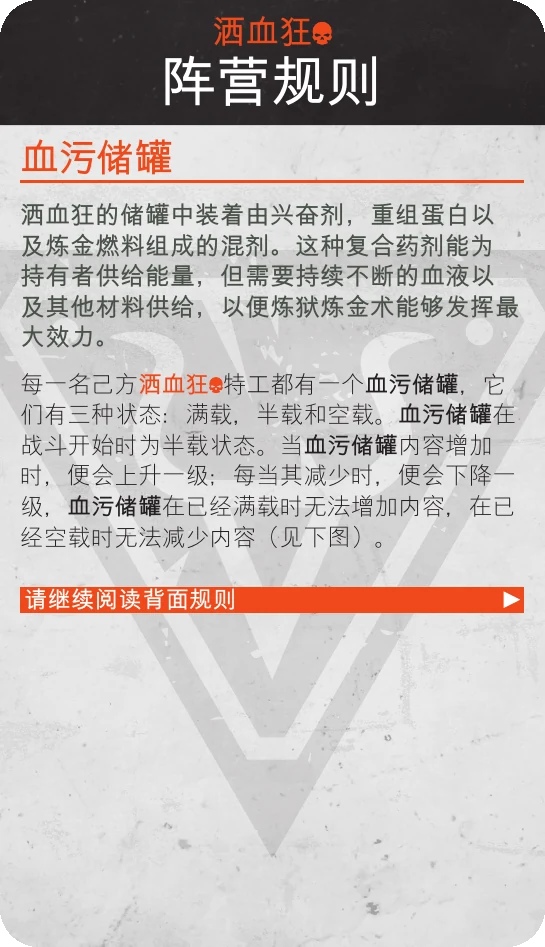 洒血狂
阵营规则
血污储罐
洒血狂的储罐中装着由兴奋剂，重组蛋白以
及炼金燃料组成的混剂。这种复合药剂能为
持有者供给能量，但需要持续不断的血液以
及其他材料供给，以便炼狱炼金术能够发挥最
大效力。
每一名己方洒血狂特工都有一个血污储罐，它
们有三种状态：满载，半载和空载。血污储罐在
战斗开始时为半载状态。当血污储罐内容增加
时，便会上升一级；每当其减少时，便会下降一
级，血污储罐在已经满载时无法增加内容，在已
经空载时无法减少内容（见下图）。
请继续阅读背面规则